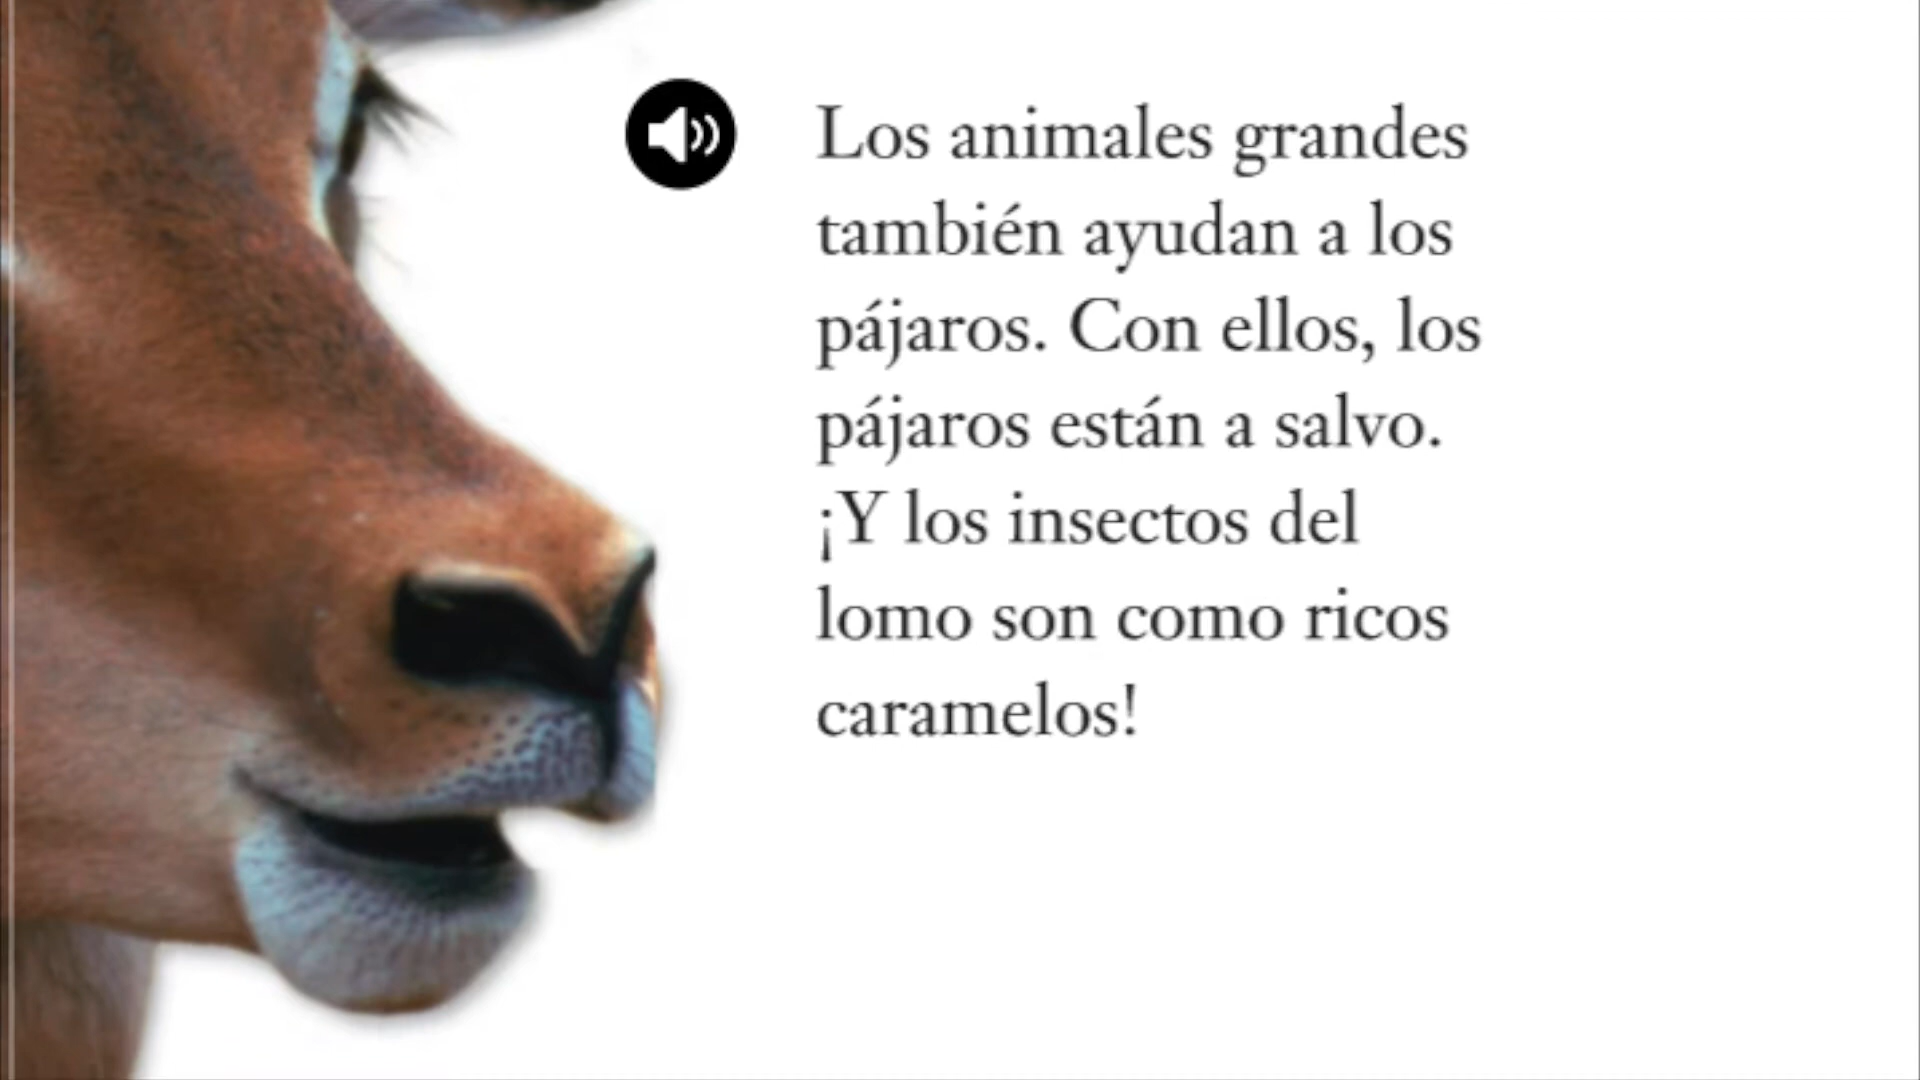 Los animales grandes
también ayudan a los
pájaros. Con ellos, los
pájaros están a salvo.
¡Y los insectos del
lomo son como ricos
caramelos!